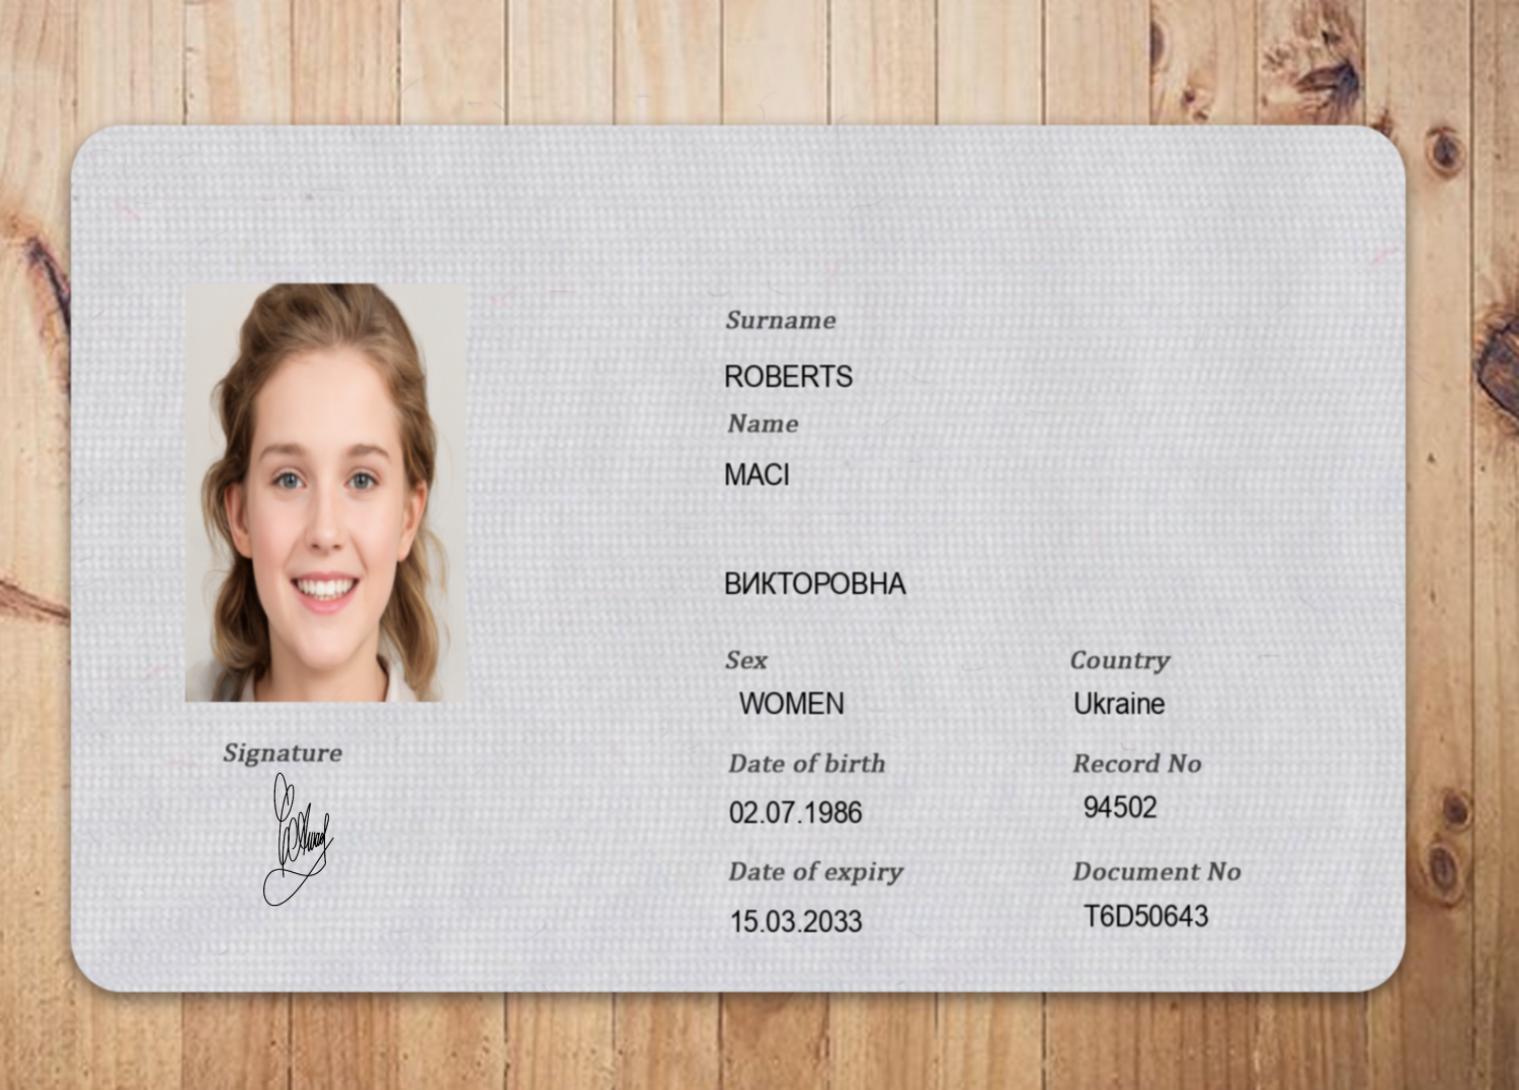 Surname
ROBERTS
Name
MACI
ВИКТОРОВНА
Sex
Country
WOMEN
Ukraine
Date of birth
Record No
02.07.1986
94502
Date of expiry
Document No
15.03.2033
T6D50643
Signature